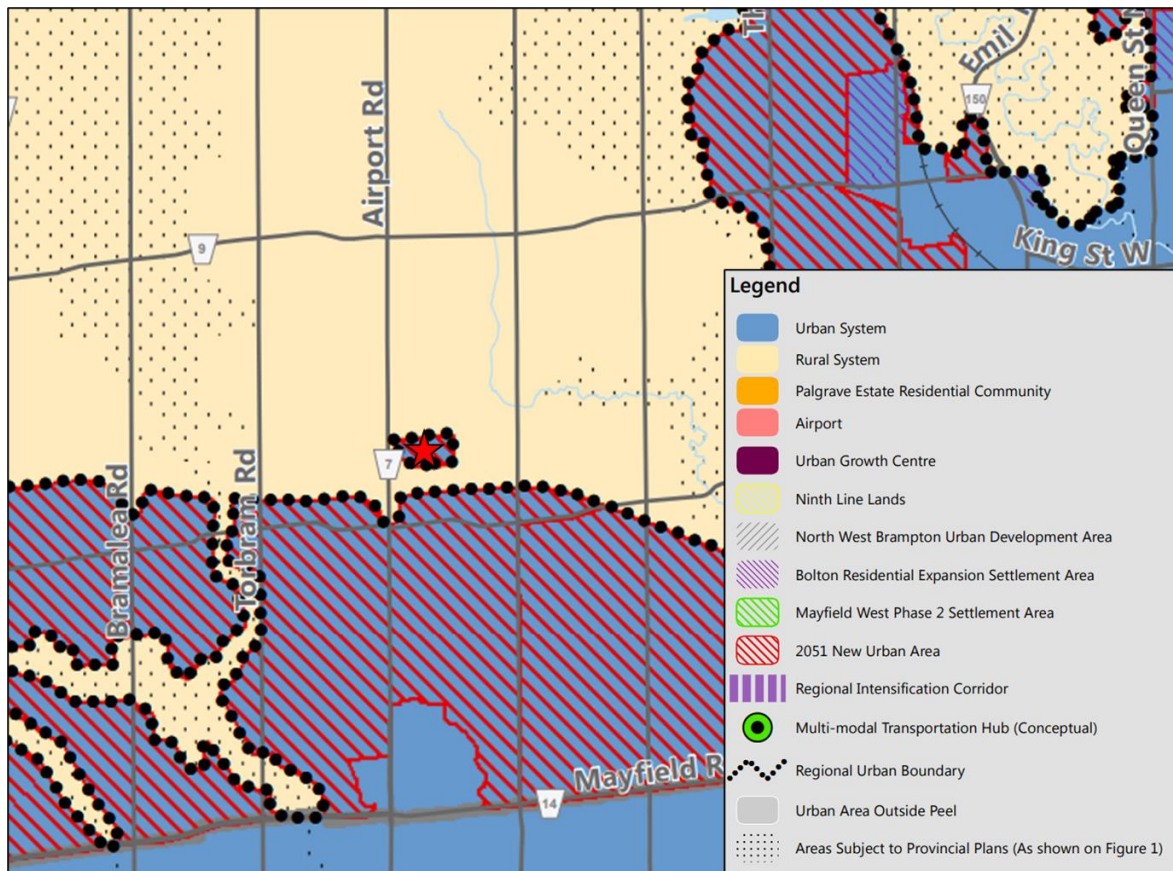 Th
Emil
150
Queen St N
Airport Rd
9
King St W
7
Bramalea Rd
Torbram Rd
Mayfield R
14
Legend
Urban System
Rural System
Palgrave Estate Residential Community
Airport
Urban Growth Centre
Ninth Line Lands
North West Brampton Urban Development Area
Bolton Residential Expansion Settlement Area
Mayfield West Phase 2 Settlement Area
2051 New Urban Area
Regional Intensification Corridor
Multi-modal Transportation Hub (Conceptual)
Regional Urban Boundary
Urban Area Outside Peel
Areas Subject to Provincial Plans (As shown on Figure 1)